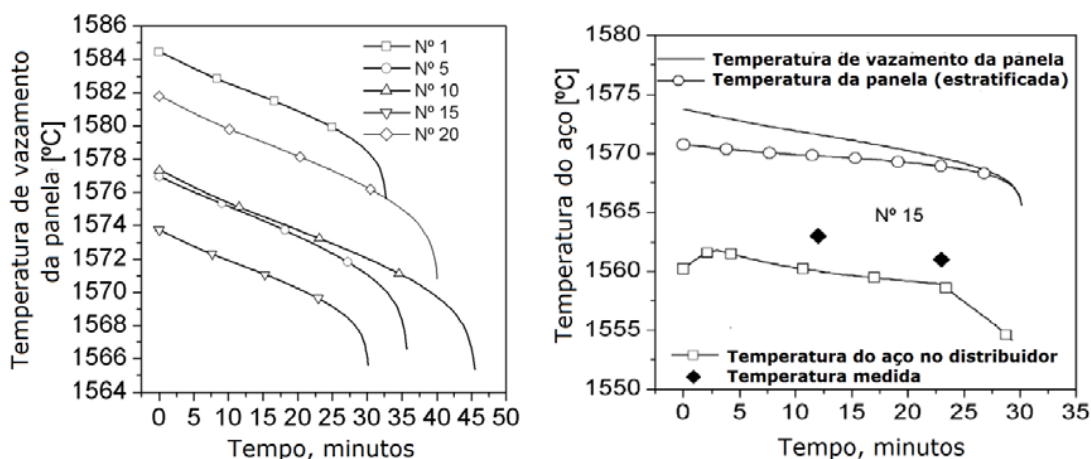 Temperatura de vazamento
da panela [ºC]
1586
1584
1582
1580
1578
1576
1574
1572
1570
1568
1566
1564
Nº 1
Nº 5
Nº 10
Nº 15
Nº 20
0 5 10 15 20 25 30 35 40 45 50
Tempo, minutos
Temperatura do aço [ºC]
1580
1575
1570
1565
1560
1555
1550
Temperatura de vazamento da panela
Temperatura da panela (estratificada)
Nº 15
Temperatura do aço no distribuidor
Temperatura medida
0 5 10 15 20 25 30 35
Tempo, minutos